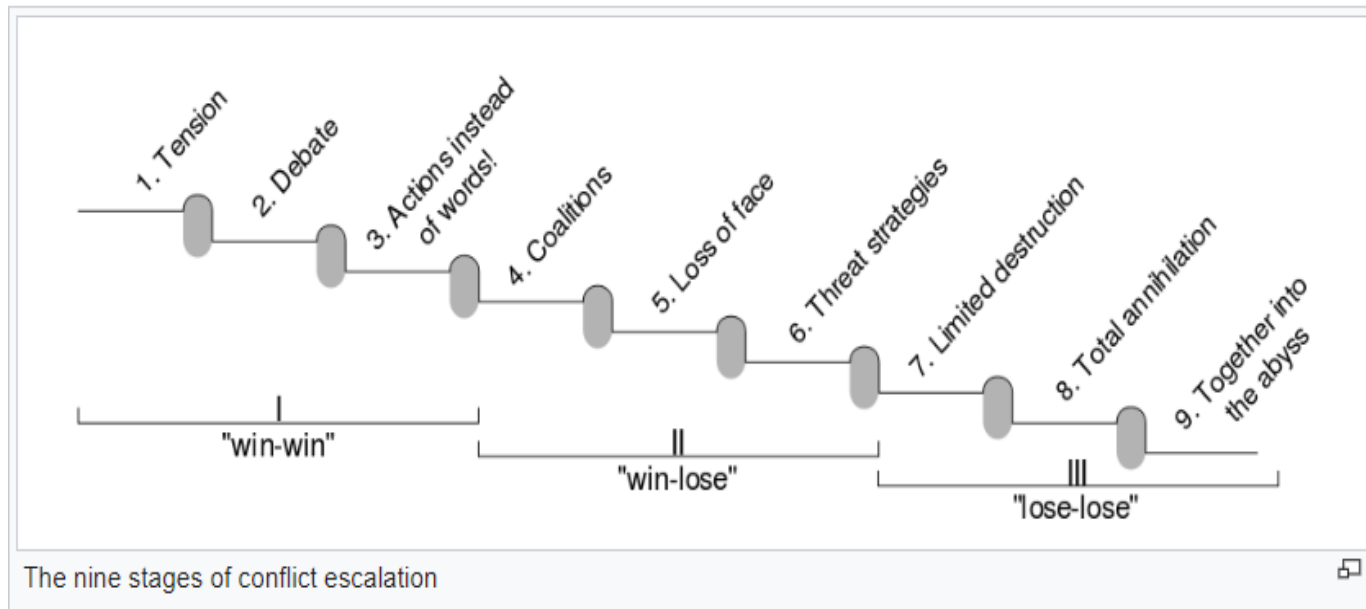 1. Tension
2. Debate
3. Actions instead
of words!
4. Coalitions
5. Loss of face
6. Threat strategies
7. Limited destruction
8. Total annihilation
9. Together into
the abyss
I
"win-win"
II
"win-lose"
III
"lose-lose"
The nine stages of conflict escalation